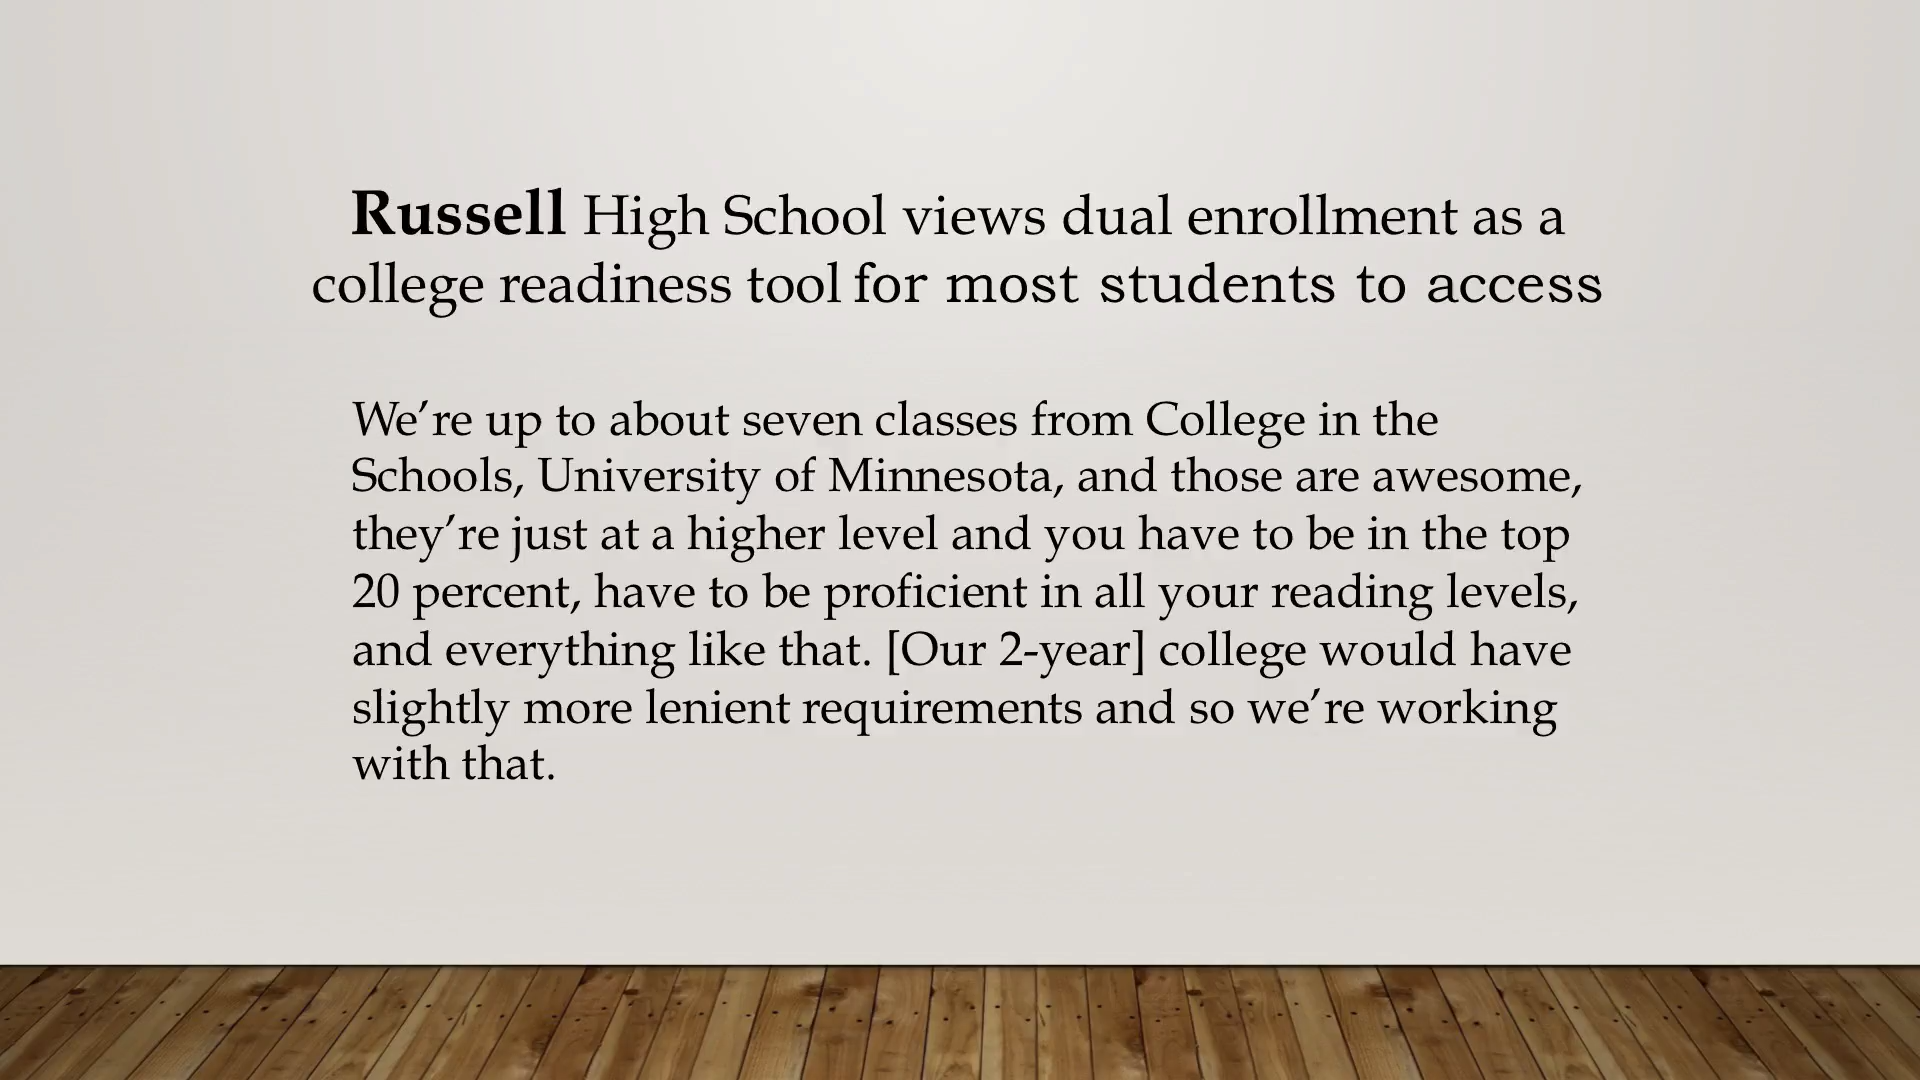 Russell High School views dual enrollment as a
college readiness tool for most students to access
We’re up to about seven classes from College in the
Schools, University of Minnesota, and those are awesome,
they’re just at a higher level and you have to be in the top
20 percent, have to be proficient in all your reading levels,
and everything like that. [Our 2-year] college would have
slightly more lenient requirements and so we’re working
with that.